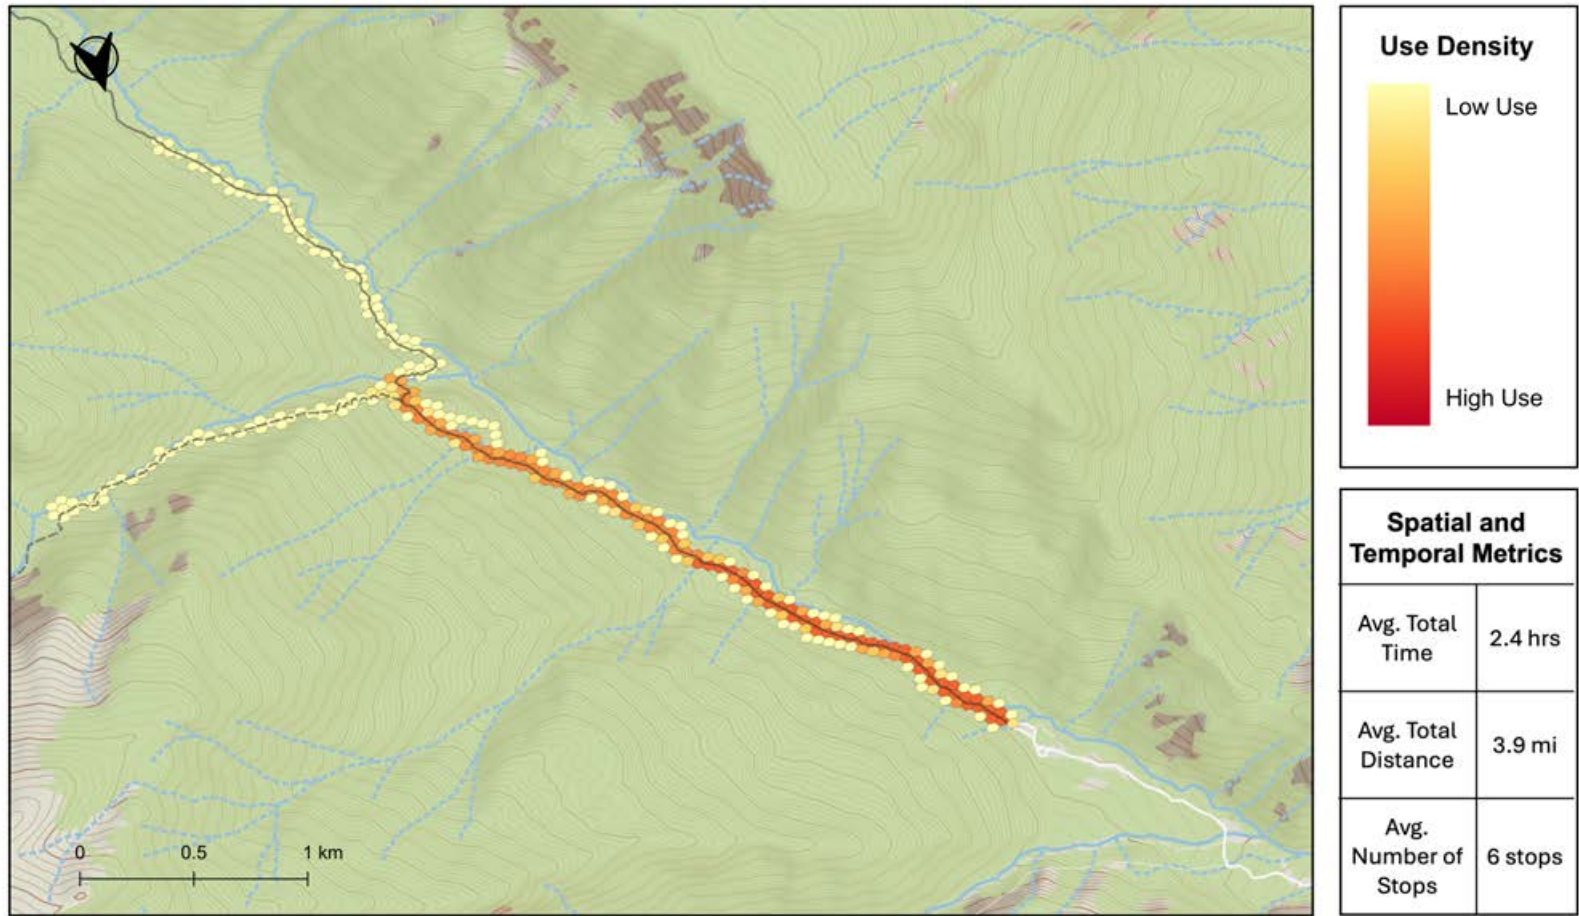 Use Density
Low Use
High Use
Spatial and
Temporal Metrics
Avg. Total
Time
2.4 hrs
Avg. Total
Distance
3.9 mi
Avg.
Number of
Stops
6 stops
0 0.5 1 km